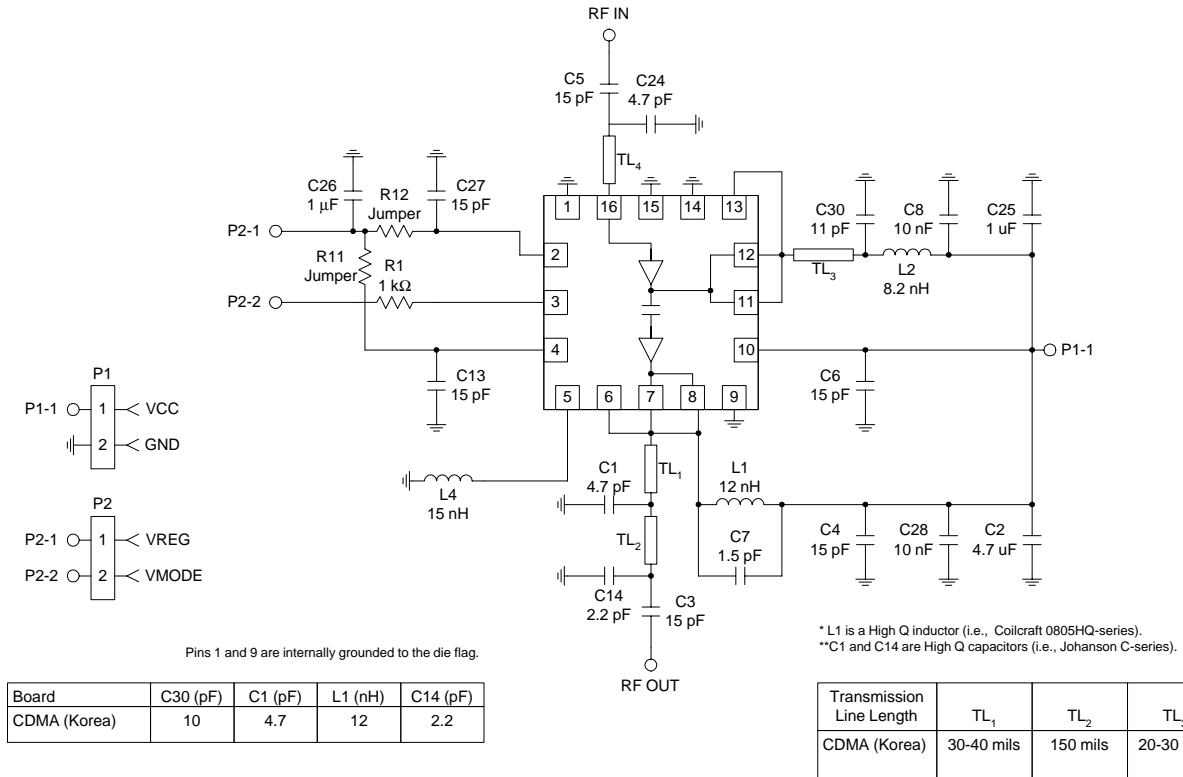 RF IN
C5
15 pF
C24
4.7 pF
TL4
C26
1 µF
R12
Jumper
C27
15 pF
1
16
15
14
13
C30
11 pF
C8
10 nF
C25
1 uF
P2-1
2
12
TL3
L2
8.2 nH
R11
Jumper
R1
1 kΩ
P2-2
3
11
4
10
P1-1
C13
15 pF
C6
15 pF
5
6
7
8
9
P1
P1-1
1
VCC
2
GND
L4
15 nH
C1
4.7 pF
TL1
L1
12 nH
P2
P2-1
1
VREG
P2-2
2
VMODE
TL2
C7
1.5 pF
C4
15 pF
C28
10 nF
C2
4.7 uF
C14
2.2 pF
C3
15 pF
RF OUT
* L1 is a High Q inductor (i.e., Coilcraft 0805HQ-series).
**C1 and C14 are High Q capacitors (i.e., Johanson C-series).
Pins 1 and 9 are internally grounded to the die flag.
Board C30 (pF) C1 (pF) L1 (nH) C14 (pF)
CDMA (Korea) 10 4.7 12 2.2
Transmission
Line Length TL1 TL2
CDMA (Korea) 30-40 mils 150 mils 20-30